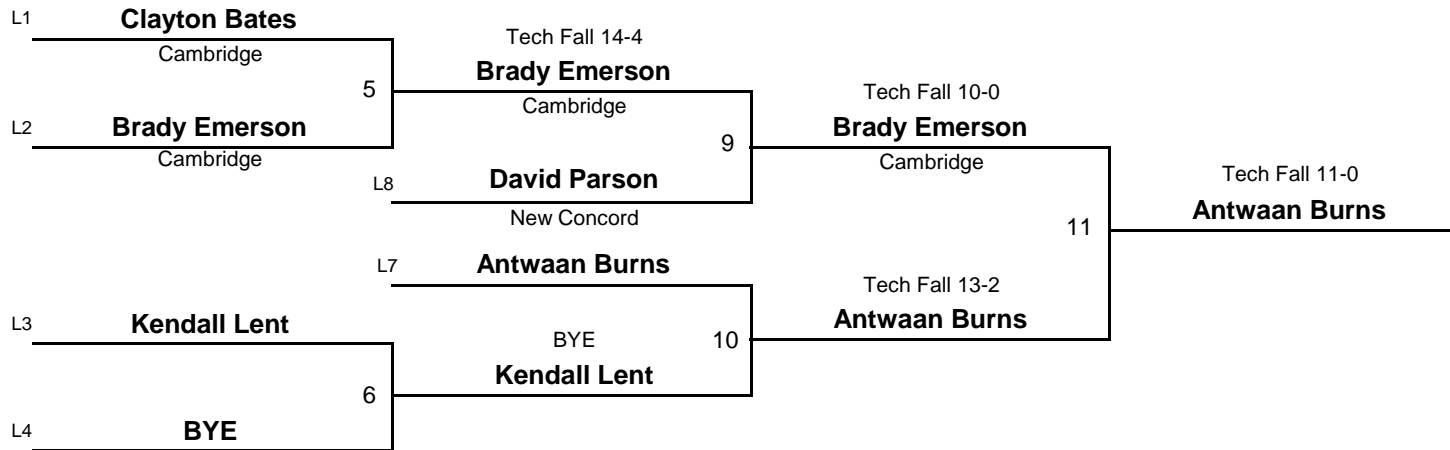 L1
Clayton Bates
Cambridge
5
L2
Brady Emerson
Cambridge
Tech Fall 14-4
Brady Emerson
Cambridge
9
L8
David Parson
New Concord
Tech Fall 10-0
Brady Emerson
Cambridge
11
Tech Fall 11-0
Antwaan Burns
L7
Antwaan Burns
10
Tech Fall 13-2
Antwaan Burns
L3
Kendall Lent
6
BYE
Kendall Lent
L4
BYE